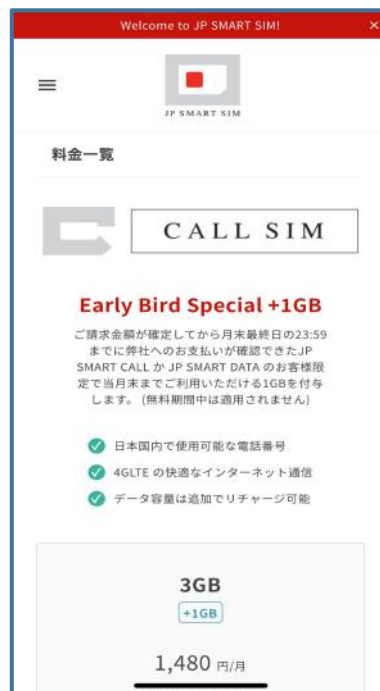 Welcome to JP SMART SIM!
JP SMART SIM
料金一覧
CALL SIM
Early Bird Special +1GB
ご請求金額が確定してから月末最終日の23:59
までに弊社へのお支払いが確認できたJP
SMART CALL か JP SMART DATA のお客様限
定で当月末までご利用いただける1GBを付与
します。 (無料期間中は適用されません)
日本国内で使用可能な電話番号
4GLTE の快適なインターネット通信
データ容量は追加でリチャージ可能
3GB
+1GB
1,480 円/月